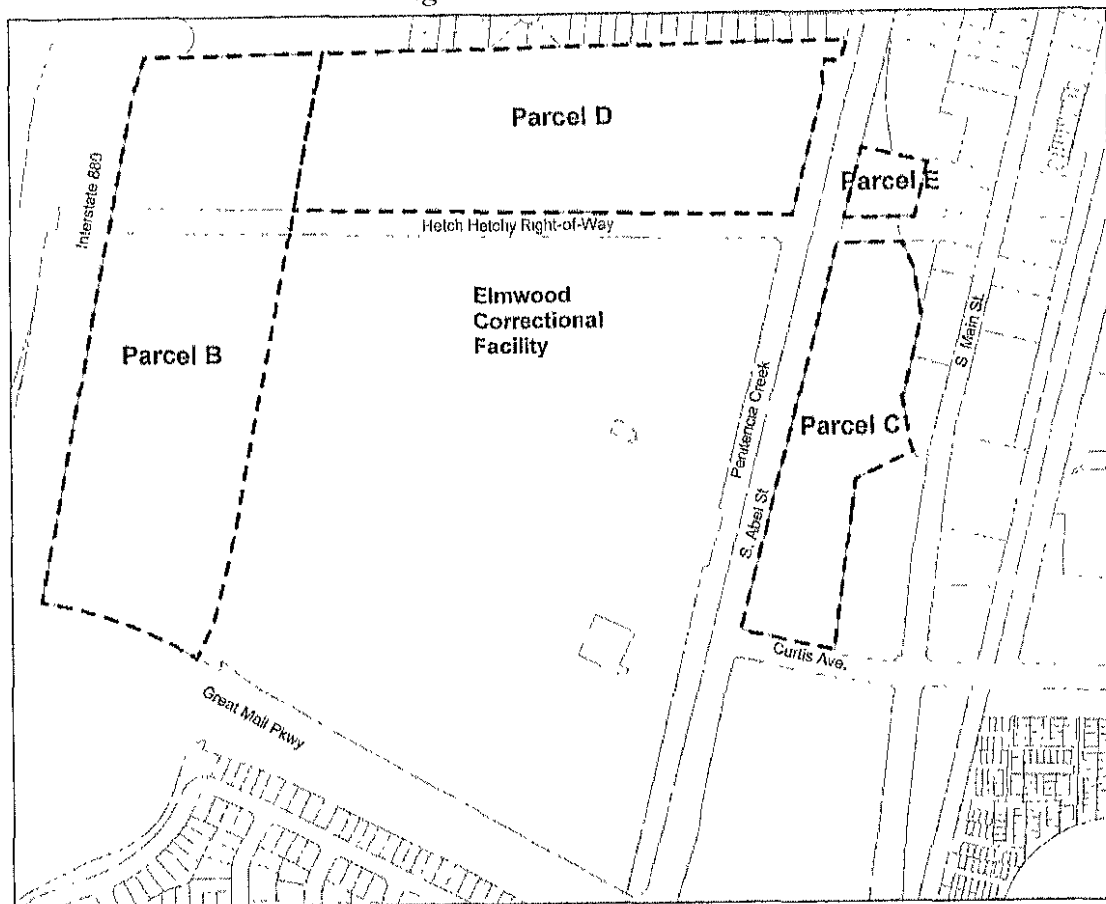 Parcel D
Parcel E
Interstate 880
Hetch Hetchy Right-of-Way
Elmwood
Correctional
Facility
Parcel B
S. Main St.
Penitencia Creek
Parcel C
S. Abel St
Curtis Ave.
Great Mall Pkwy